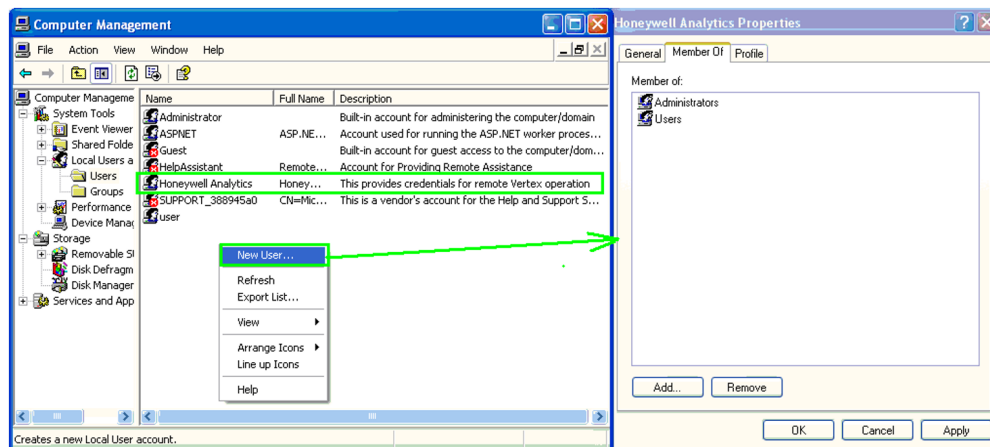 Computer Management
File Action View Window Help
Computer Manageme
System Tools
Event Viewer
Shared Folde
Local Users a
Users
Groups
Performance
Device Manag
Storage
Removable St
Disk Defragm
Disk Manager
Services and App
Name Full Name Description
Administrator Built-in account for administering the computer/domain
ASPNET ASP.NE... Account used for running the ASP.NET worker proces...
Guest Built-in account for guest access to the computer/dom...
HelpAssistant Remote... Account for Providing Remote Assistance
Honeywell Analytics Honey... This provides credentials for remote Vertex operation
SUPPORT_388945a0 CN=Mic... This is a vendor's account for the Help and Support S...
user
New User...
Refresh
Export List...
View
Arrange Icons
Line up Icons
Help
Creates a new Local User account.
Honeywell Analytics Properties
General Member Of Profile
Member of:
Administrators
Users
Add... Remove
OK Cancel Apply